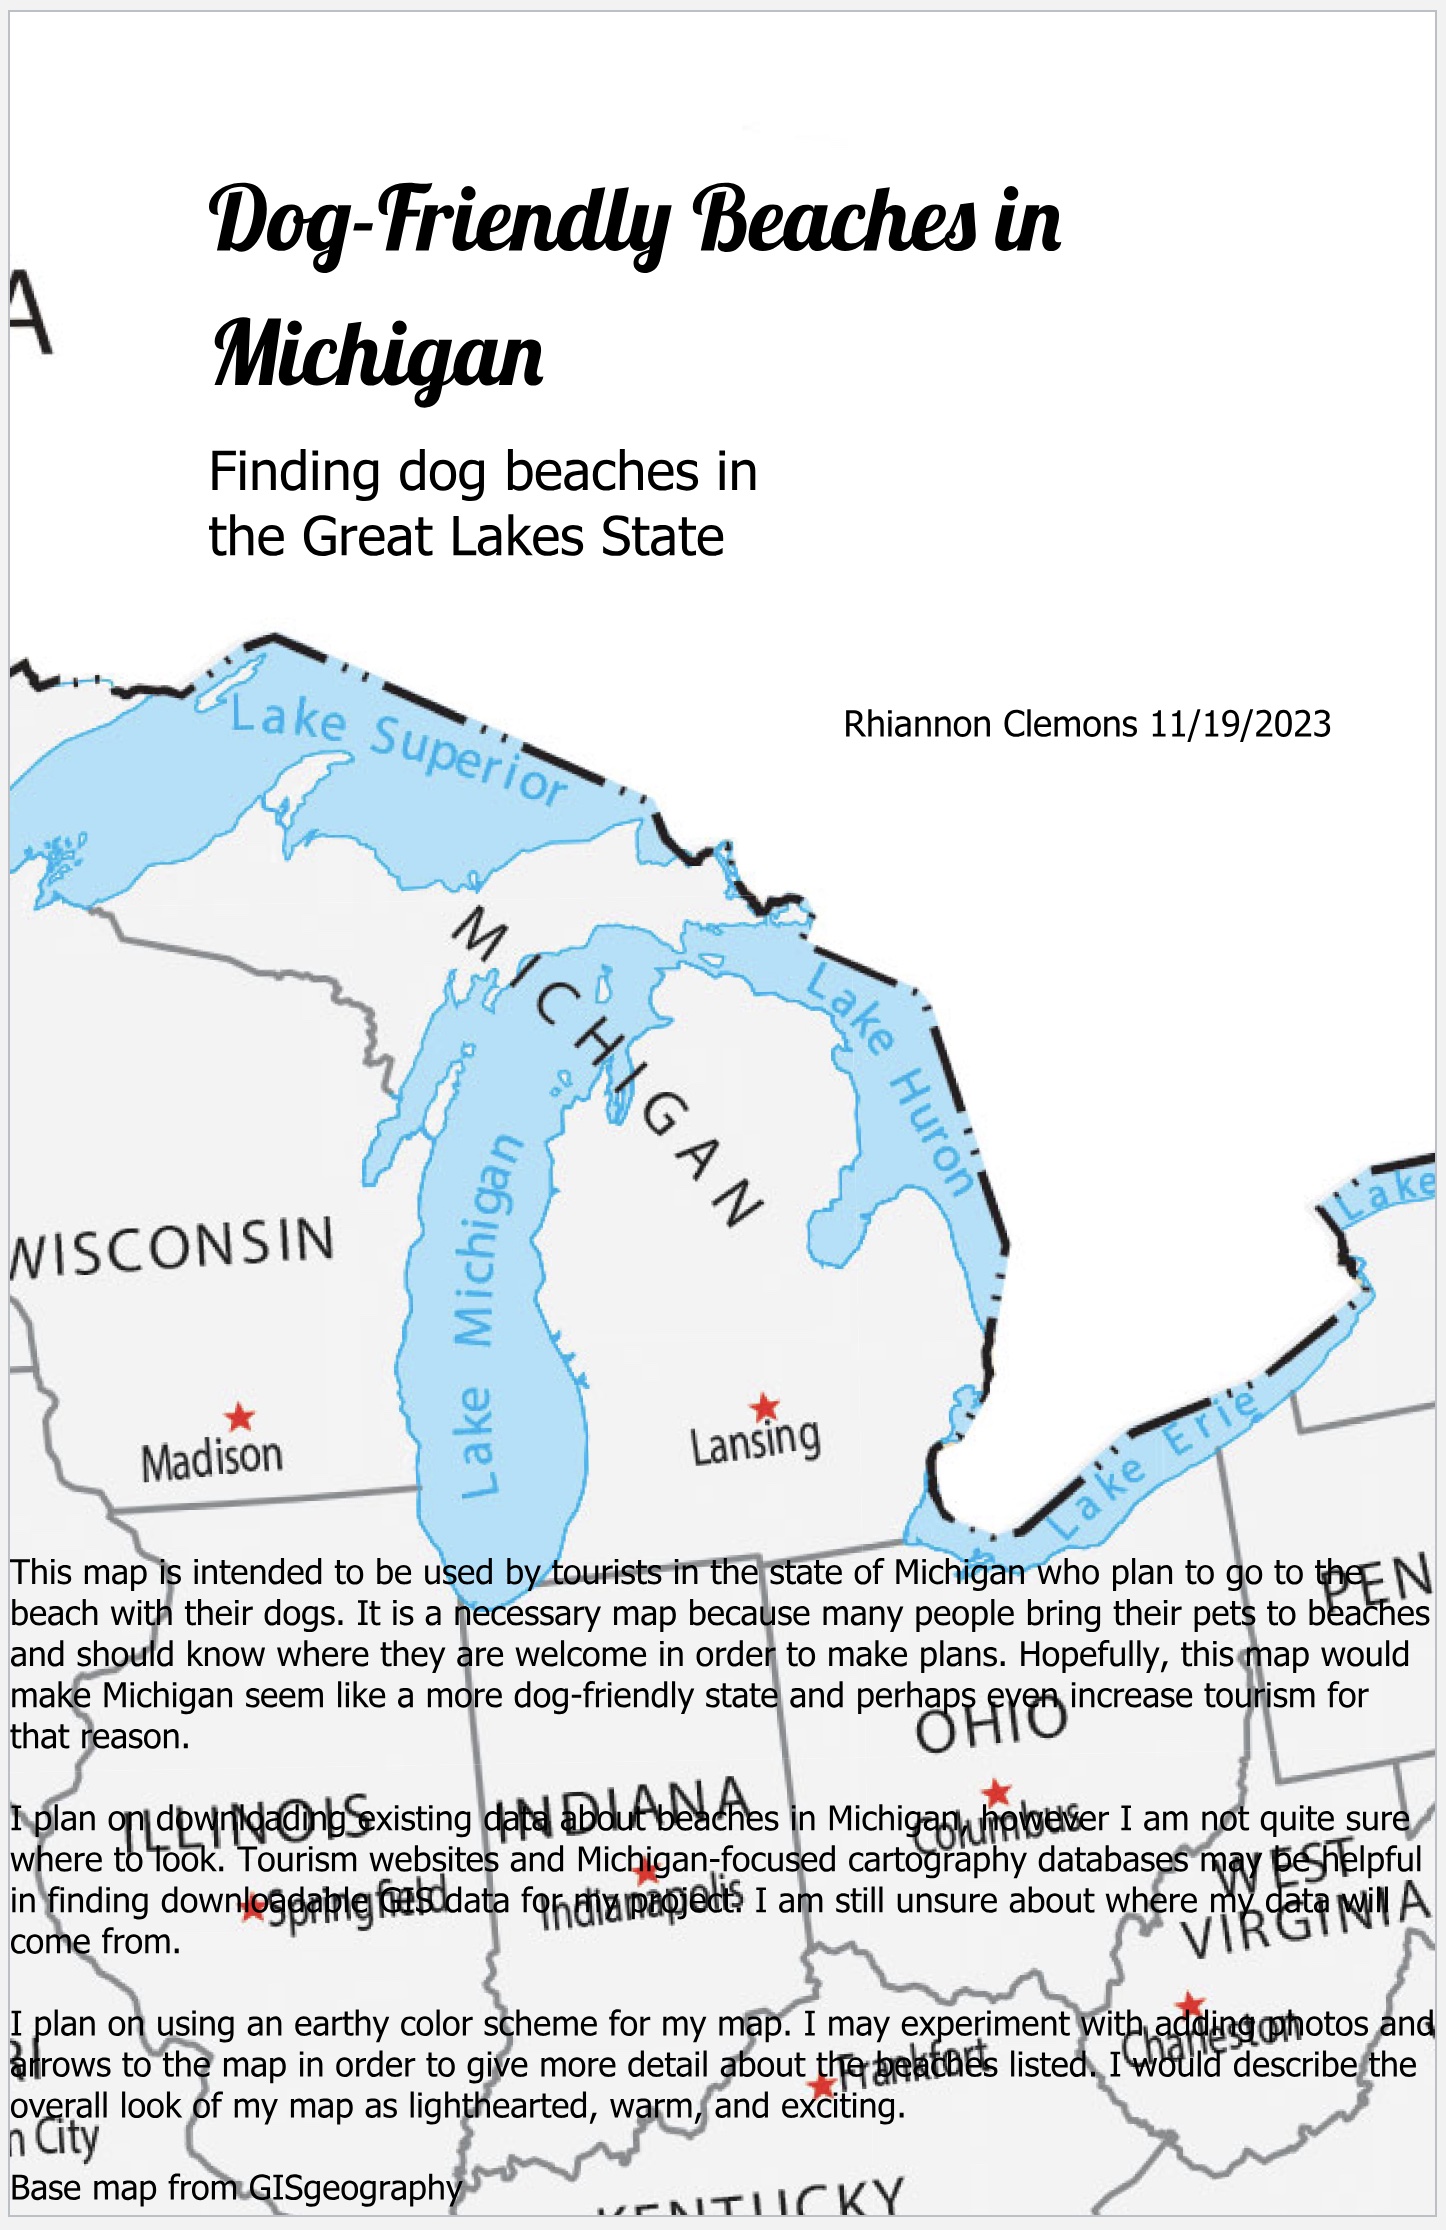 Dog-Friendly Beaches in
Michigan
A
Finding dog beaches in
the Great Lakes State
Rhiannon Clemons 11/19/2023
Lake Superior
MICHIGAN
Lake Huron
Lake Michigan
Lake
WISCONSIN
Madison
Lansing
Lake Erie
This map is intended to be used by tourists in the state of Michigan who plan to go to the
PEN
beach with their dogs. It is a necessary map because many people bring their pets to beaches
and should know where they are welcome in order to make plans. Hopefully, this map would
make Michigan seem like a more dog-friendly state and perhaps even increase tourism for
that reason.
OHIO
ILLINOIS
INDIANA
Columbus
I plan on downloading existing data about beaches in Michigan, however I am not quite sure
where to look. Tourism websites and Michigan-focused cartography databases may be helpful
in finding downloadable GIS data for my project. I am still unsure about where my data will
come from.
Springfield
Indianapolis
WEST
VIRGINIA
I plan on using an earthy color scheme for my map. I may experiment with adding photos and
arrows to the map in order to give more detail about the beaches listed. I would describe the
overall look of my map as lighthearted, warm, and exciting.
Charleston
Frankfort
n City
Base map from GISgeography
KENTUCKY